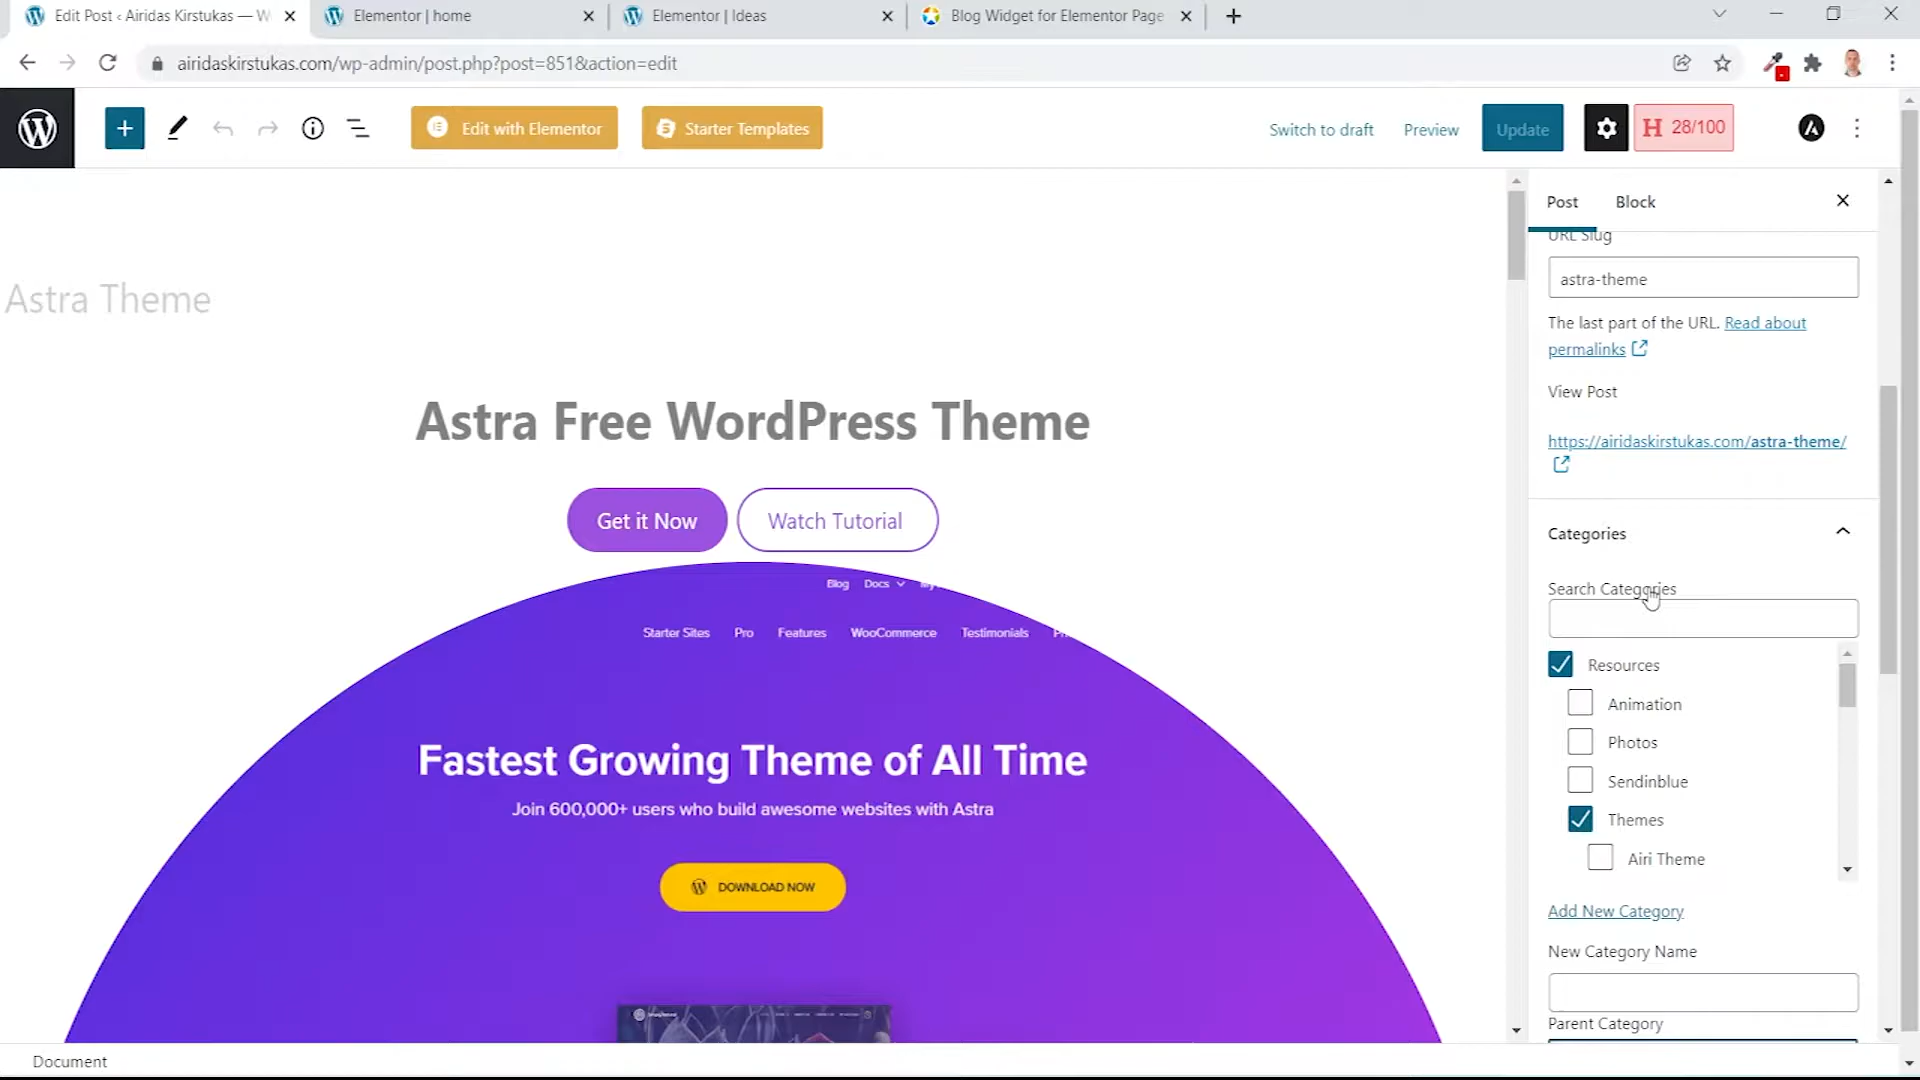 Edit Post ‹ Airidas Kirstukas — W
Elementor | home
Elementor | Ideas
Blog Widget for Elementor Page
airidaskirstukas.com/wp-admin/post.php?post=851&action=edit
Edit with Elementor
Starter Templates
Switch to draft
Preview
Update
H 28/100
Post
Block
URL Slug
astra-theme
The last part of the URL. Read about
permalinks
View Post
https://airidaskirstukas.com/astra-theme/
Categories
Search Categories
Resources
Animation
Photos
Sendinblue
Themes
Airi Theme
Add New Category
New Category Name
Parent Category
Astra Theme
Astra Free WordPress Theme
Get it Now
Watch Tutorial
Blog Docs
Starter Sites Pro Features WooCommerce Testimonials
Fastest Growing Theme of All Time
Join 600,000+ users who build awesome websites with Astra
DOWNLOAD NOW
Document